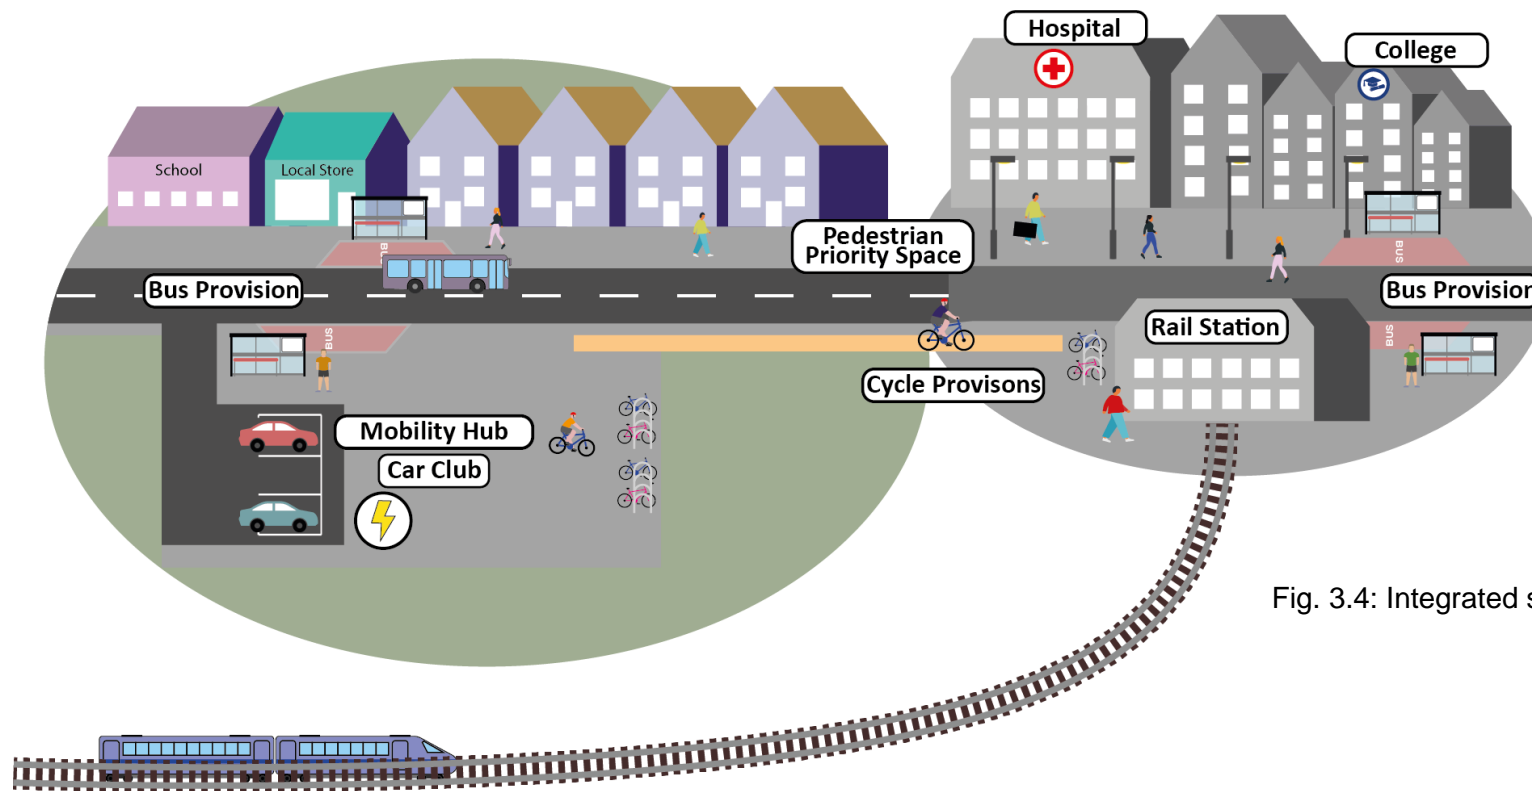 Hospital
College
School
Local Store
BUS
Pedestrian
Priority Space
BUS
Bus Provision
Bus Provision
BUS
Rail Station
BUS
Cycle Provisons
Mobility Hub
Car Club
Fig. 3.4: Integrated s